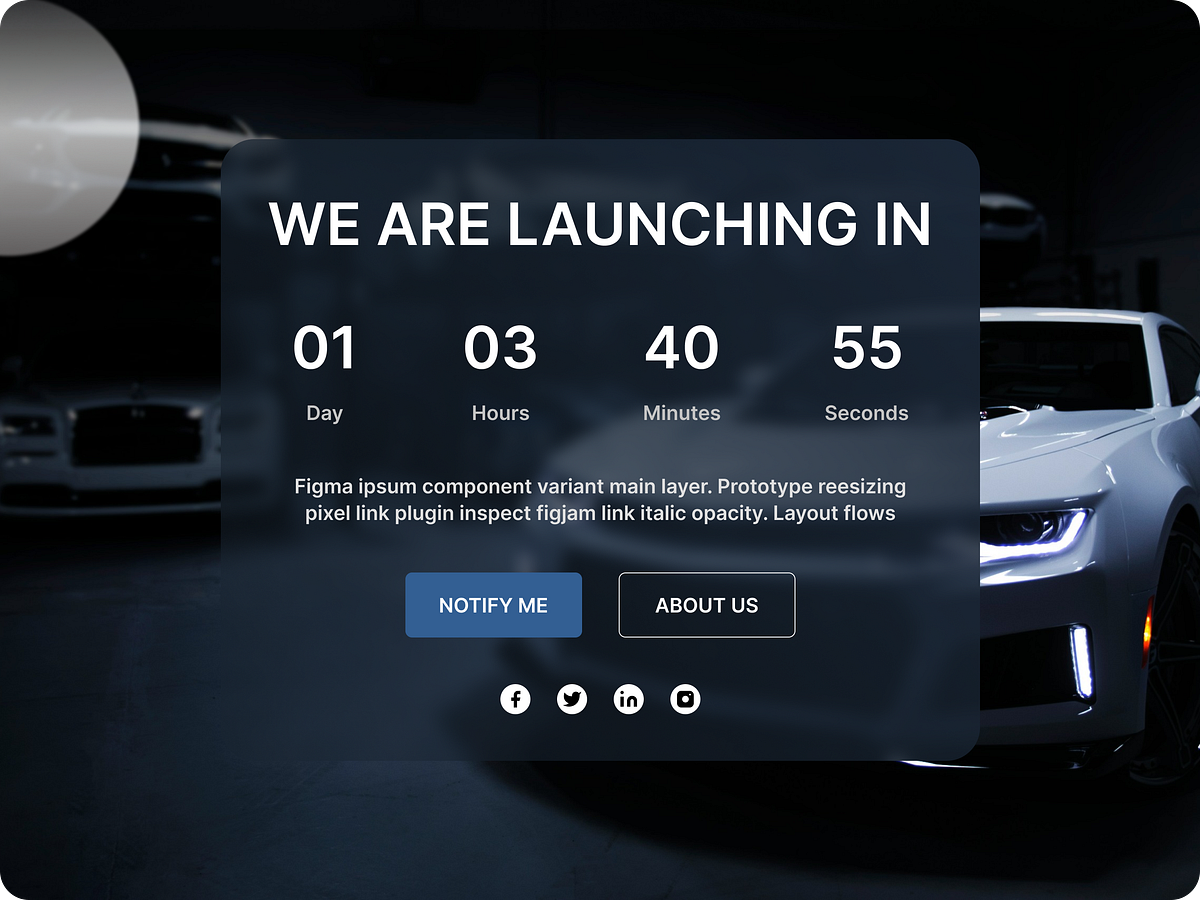 WE ARE LAUNCHING IN
01 03 40 55
Day Hours Minutes Seconds
Figma ipsum component variant main layer. Prototype reesizing
pixel link plugin inspect figjam link italic opacity. Layout flows
NOTIFY ME ABOUT US